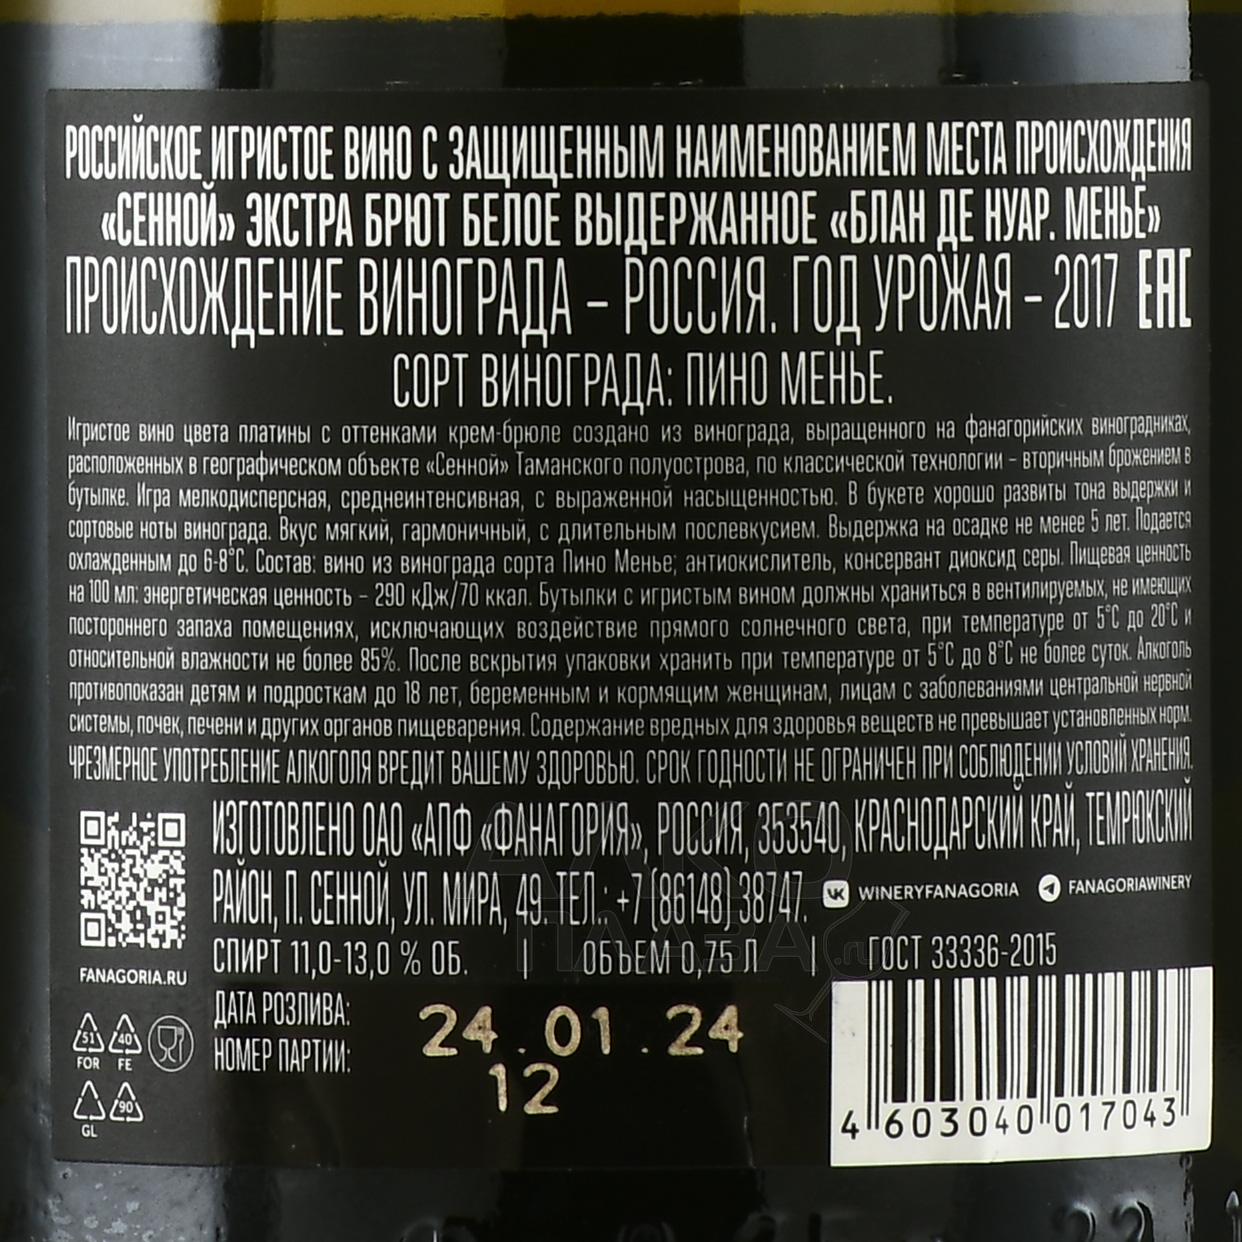 РОССИЙСКОЕ ИГРИСТОЕ ВИНО С ЗАЩИЩЕННЫМ НАИМЕНОВАНИЕМ МЕСТА ПРОИСХОЖДЕНИЯ
«СЕННОЙ» ЭКСТРА БРЮТ БЕЛОЕ ВЫДЕРЖАННОЕ «БЛАН ДЕ НУАР. МЕНЬЕ»
ПРОИСХОЖДЕНИЕ ВИНОГРАДА – РОССИЯ. ГОД УРОЖАЯ – 2017 EAC
СОРТ ВИНОГРАДА: ПИНО МЕНЬЕ.
Игристое вино цвета платины с оттенками крем-брюле создано из винограда, выращенного на фанагорийских виноградниках,
расположенных в географическом объекте «Сенной» Таманского полуострова, по классической технологии – вторичным брожением в
бутылке. Игра мелкодисперсная, среднеинтенсивная, с выраженной насыщенностью. В букете хорошо развиты тона выдержки и
сортовые ноты винограда. Вкус мягкий, гармоничный, с длительным послевкусием. Выдержка на осадке не менее 5 лет. Подается
охлажденным до 6-8°С. Состав: вино из винограда сорта Пино Менье; антиокислитель, консервант диоксид серы. Пищевая ценность
на 100 мл: энергетическая ценность – 290 кДж/70 ккал. Бутылки с игристым вином должны храниться в вентилируемых, не имеющих
постороннего запаха помещениях, исключающих воздействие прямого солнечного света, при температуре от 5°С до 20°С и
относительной влажности не более 85%. После вскрытия упаковки хранить при температуре от 5°С до 8°С не более суток. Алкоголь
противопоказан детям и подросткам до 18 лет, беременным и кормящим женщинам, лицам с заболеваниями центральной нервной
системы, почек, печени и других органов пищеварения. Содержание вредных для здоровья веществ не превышает установленных норм.
ЧРЕЗМЕРНОЕ УПОТРЕБЛЕНИЕ АЛКОГОЛЯ ВРЕДИТ ВАШЕМУ ЗДОРОВЬЮ. СРОК ГОДНОСТИ НЕ ОГРАНИЧЕН ПРИ СОБЛЮДЕНИИ УСЛОВИЙ ХРАНЕНИЯ.
ИЗГОТОВЛЕНО ОАО «АПФ «ФАНАГОРИЯ», РОССИЯ, 353540, КРАСНОДАРСКИЙ КРАЙ, ТЕМРЮКСКИЙ
РАЙОН, П. СЕННОЙ, УЛ. МИРА, 49. ТЕЛ.: +7 (86148) 38747. WINERYFANAGORIA FANAGORIAWINERY
СПИРТ 11,0-13,0 % ОБ. | ОБЪЕМ 0,75 Л | ГОСТ 33336-2015
FANAGORIA.RU
ДАТА РОЗЛИВА: 24.01.24
НОМЕР ПАРТИИ: 12
51 FOR 40 FE
GL 90
4 603040 017043
АЛКО
ПЛАЗА.ru